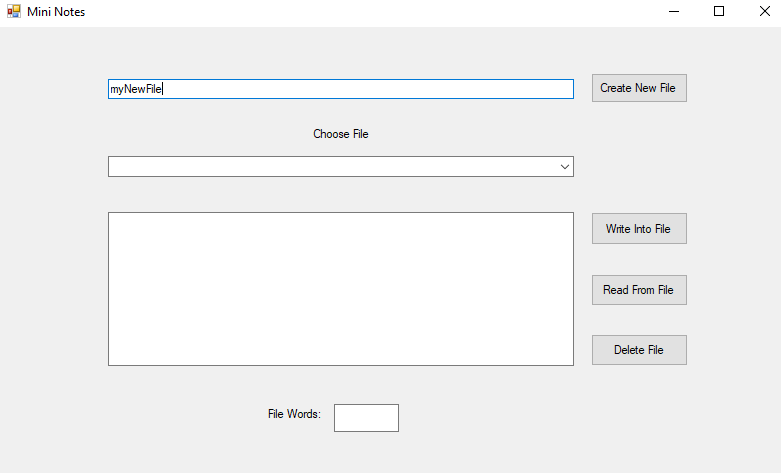 Mini Notes
myNewFile
Create New File
Choose File
Write Into File
Read From File
Delete File
File Words: